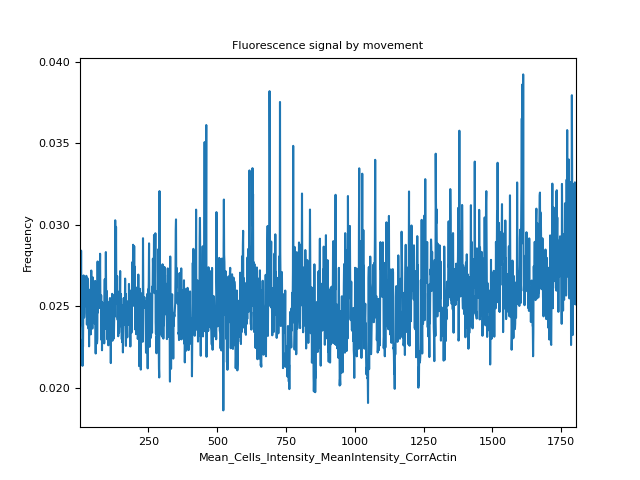 Fluorescence signal by movement
0.040
0.035
0.030
0.025
0.020
Frequency
250 500 750 1000 1250 1500 1750
Mean_Cells_Intensity_MeanIntensity_CorrActin